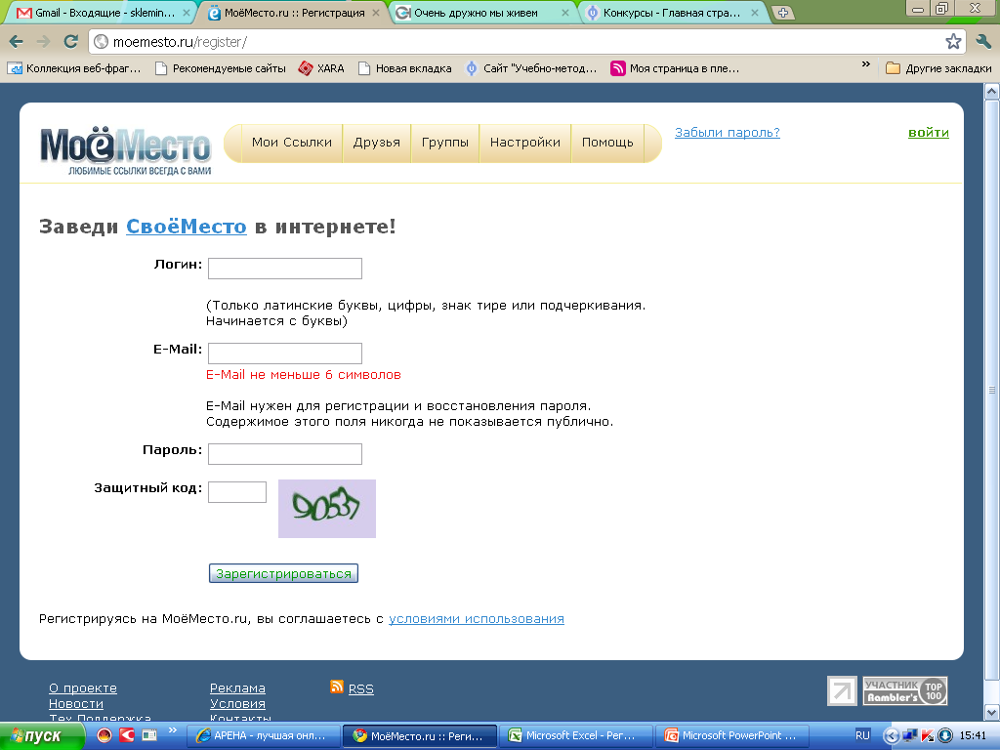 Gmail - Входящие - sklemin...
МоёМесто.ru :: Регистрация
Очень дружно мы живем
Конкурсы - Главная стра...
moemesto.ru/register/
Коллекция веб-фраг...
Рекомендуемые сайты
XARA
Новая вкладка
Сайт "Учебно-метод...
Моя страница в пле...
»
Другие закладки
МоёМесто
ЛЮБИМЫЕ ССЫЛКИ ВСЕГДА С ВАМИ
Мои Ссылки
Друзья
Группы
Настройки
Помощь
Забыли пароль?
войти
Заведи СвоёМесто в интернете!
Логин:
(Только латинские буквы, цифры, знак тире или подчеркивания.
Начинается с буквы)
E-Mail:
E-Mail не меньше 6 символов
E-Mail нужен для регистрации и восстановления пароля.
Содержимое этого поля никогда не показывается публично.
Пароль:
Защитный код:
90537
Зарегистрироваться
Регистрируясь на МоёМесто.ru, вы соглашаетесь с условиями использования
О проекте
Реклама
RSS
Новости
Условия
Тех.Поддержка
Контакты
УЧАСТНИК
Rambler's
TOP
100
пуск
»
АРЕНА - лучшая онл...
МоёМесто.ru :: Реги...
Microsoft Excel - Рег...
Microsoft PowerPoint ...
RU
15:41